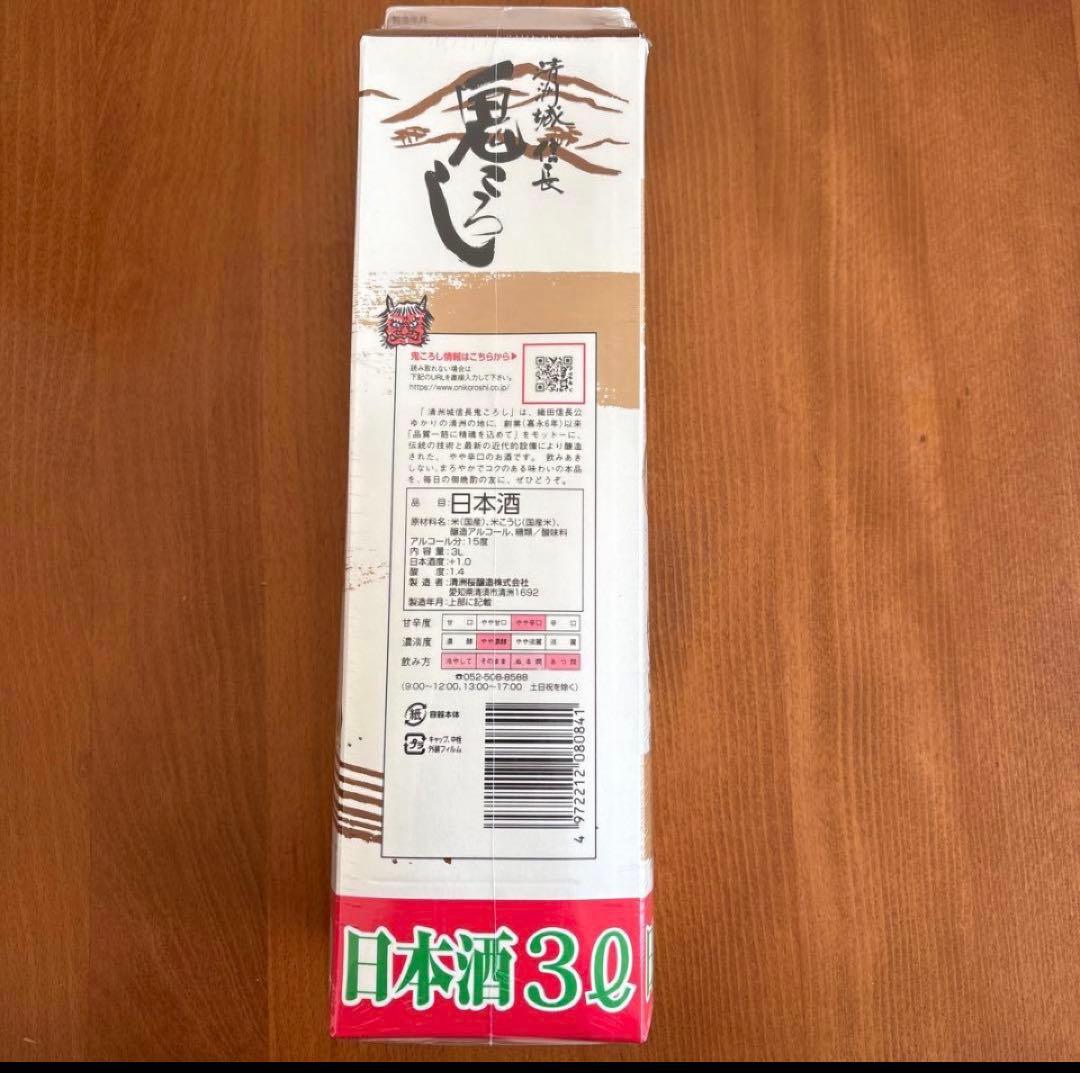 製造年月
清洲城信長
鬼ころし
鬼ころし情報はこちらから▶
読み取れない場合は
下記のURLを直接入力して下さい。
https://www.onikoroshi.co.jp/
「清洲城信長鬼ころし」は、織田信長公
ゆかりの清洲の地に、創業(嘉永6年)以来
「品質一筋に精魂を込めて」をモットーに、
伝統の技術と最新の近代的設備により醸造
された、やや辛口のお酒です。飲みあき
しない、まろやかでコクのある味わいの本品
を、毎日の御晩酌の友に、ぜひどうぞ。
品目:日本酒
原材料名:米(国産)、米こうじ(国産米)、
醸造アルコール、糖類/酸味料
アルコール分:15度
内容量:3L
日本酒度:+1.0
酸度:1.4
製造者:清洲桜醸造株式会社
愛知県清須市清洲1692
製造年月:上部に記載
甘辛度 甘口 やや甘口 やや辛口 辛口
濃淡度 濃醇 やや濃醇 やや淡麗 淡麗
飲み方 冷やして そのまま ぬる燗 あつ燗
☎052-508-8588
(9:00~12:00、13:00~17:00 土日祝を除く)
紙 容器本体
プラ キャップ、中栓
外装フィルム
4 972212 080841
日本酒3ℓ